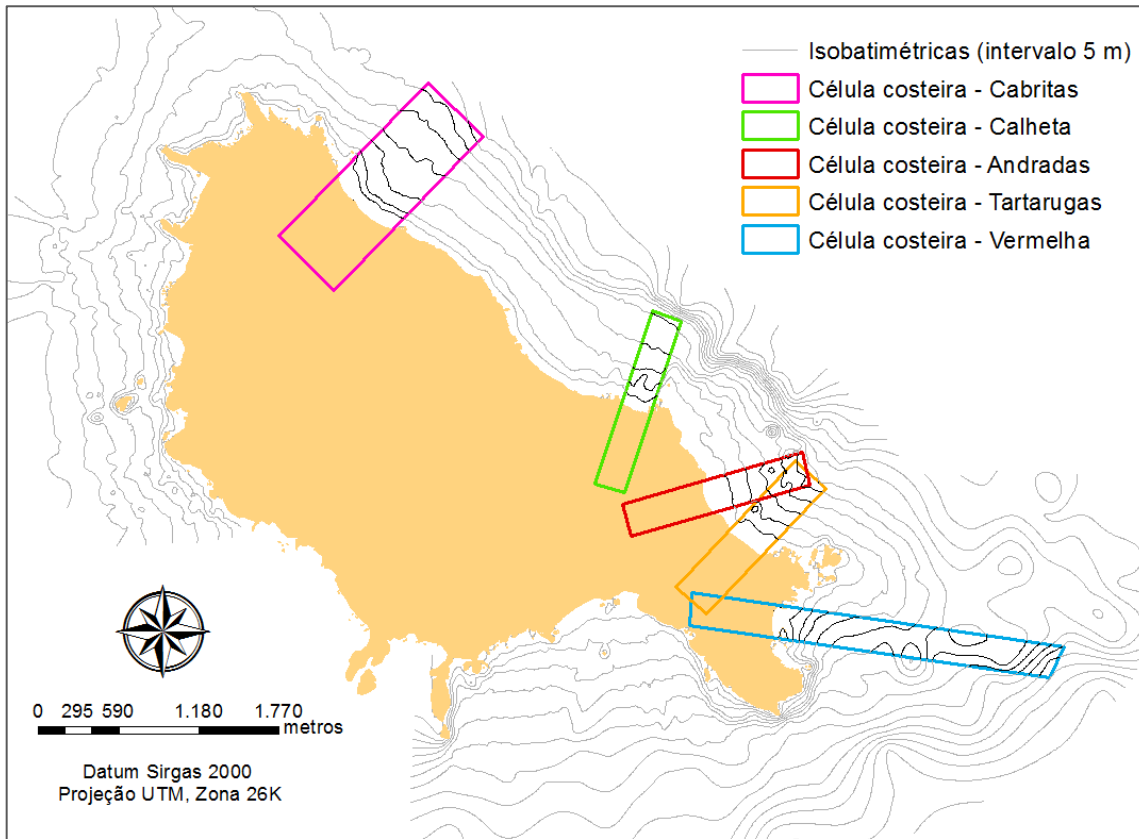 Isobatimétricas (intervalo 5 m)
Célula costeira - Cabritas
Célula costeira - Calheta
Célula costeira - Andradas
Célula costeira - Tartarugas
Célula costeira - Vermelha
0 295 590 1.180 1.770
metros
Datum Sirgas 2000
Projeção UTM, Zona 26K